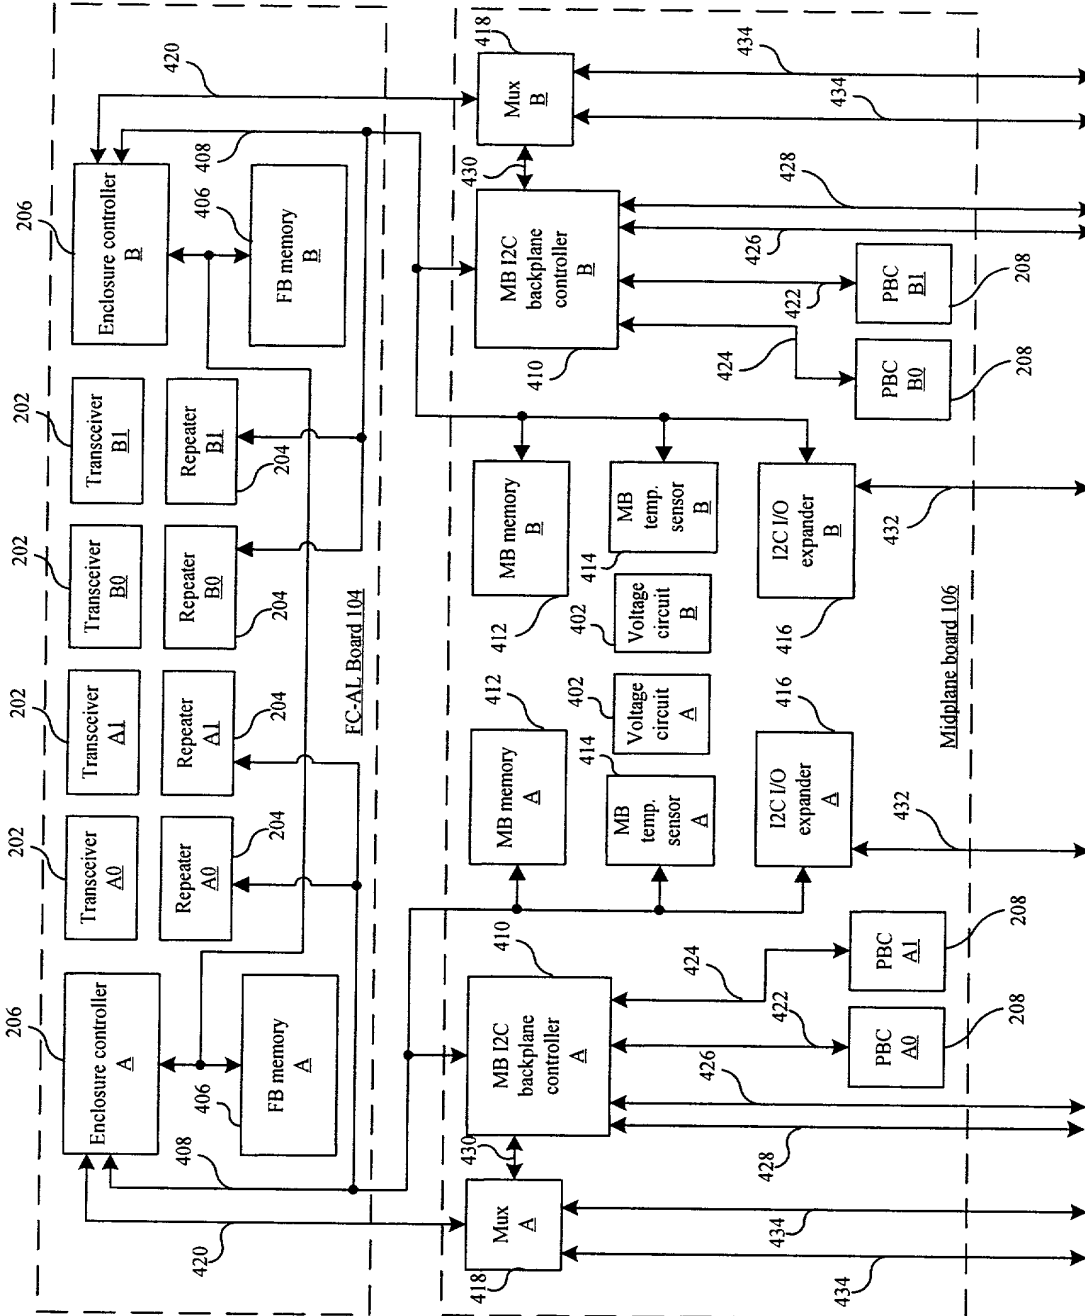 206
202
202
202
202
206
Enclosure controller
A
Transceiver
A0
Transceiver
A1
Transceiver
B0
Transceiver
B1
Enclosure controller
B
420
408
406
Repeater
A0
Repeater
A1
Repeater
B0
Repeater
B1
406
408
420
FB memory
A
204
204
204
204
FB memory
B
FC-AL Board 104
418
430
410
412
412
410
430
418
Mux
A
MB I2C
backplane
controller
A
MB memory
A
MB memory
B
MB I2C
backplane
controller
B
Mux
B
414
402
402
414
MB
temp.
sensor
A
Voltage
circuit
A
Voltage
circuit
B
MB
temp.
sensor
B
434
428
426
422
424
416
416
424
422
426
428
434
I2C I/O
expander
A
I2C I/O
expander
B
434
PBC
A0
PBC
A1
432
432
PBC
B0
PBC
B1
434
208
208
Midplane board 106
208
208